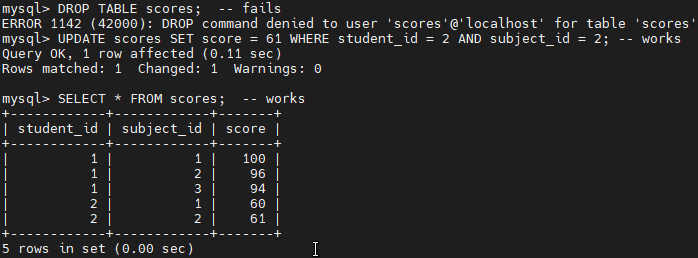 mysql> DROP TABLE scores;  -- fails
ERROR 1142 (42000): DROP command denied to user 'scores'@'localhost' for table 'scores'
mysql> UPDATE scores SET score = 61 WHERE student_id = 2 AND subject_id = 2; -- works
Query OK, 1 row affected (0.11 sec)
Rows matched: 1  Changed: 1  Warnings: 0

mysql> SELECT * FROM scores;  -- works
+------------+------------+-------+
| student_id | subject_id | score |
+------------+------------+-------+
|          1 |          1 |   100 |
|          1 |          2 |    96 |
|          1 |          3 |    94 |
|          2 |          1 |    60 |
|          2 |          2 |    61 |
+------------+------------+-------+
5 rows in set (0.00 sec)